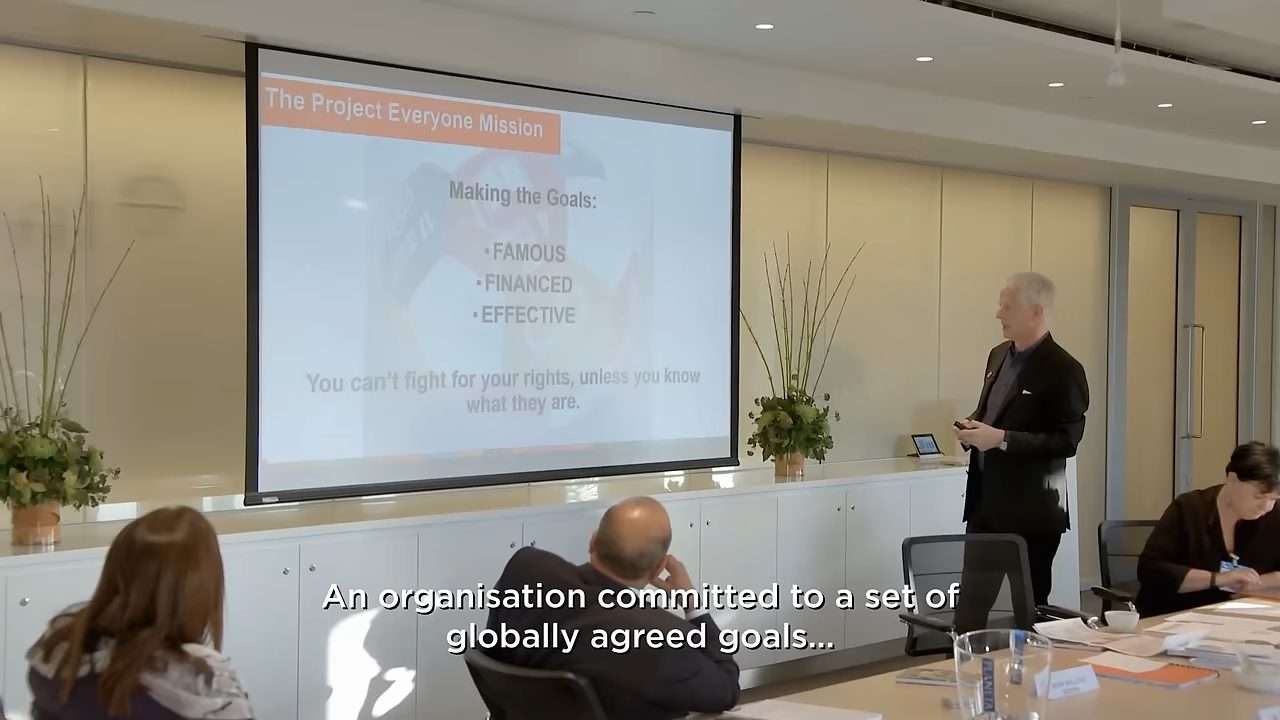 The Project Everyone Mission
Making the Goals:
•FAMOUS
•FINANCED
•EFFECTIVE
You can't fight for your rights, unless you know
what they are.
An organisation committed to a set of
globally agreed goals...
PLANETA